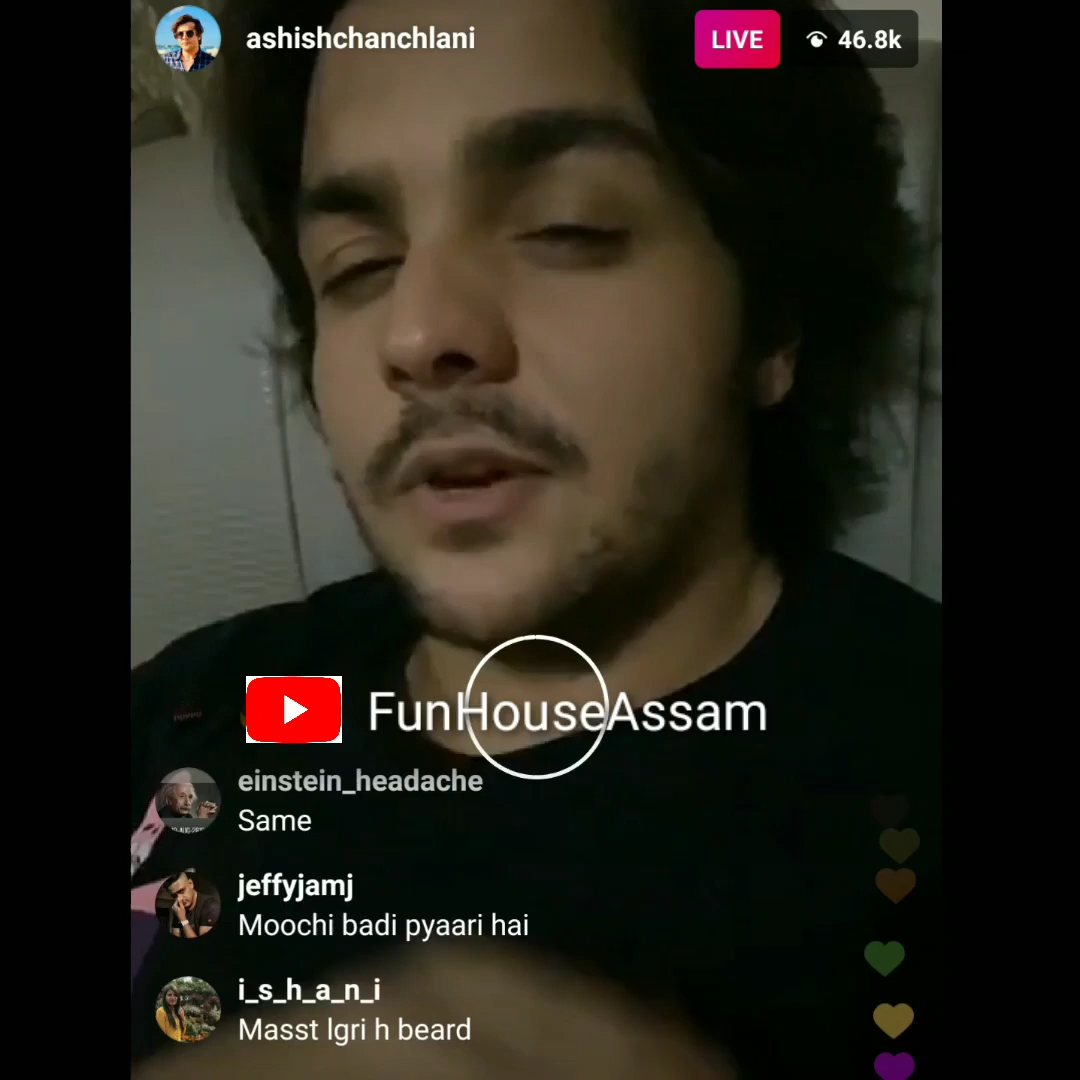 ashishchanchlani
LIVE
46.8k
FunHouseAssam
einstein_headache
Same
jeffyjamj
Moochi badi pyaari hai
i_s_h_a_n_i
Masst lgri h beard